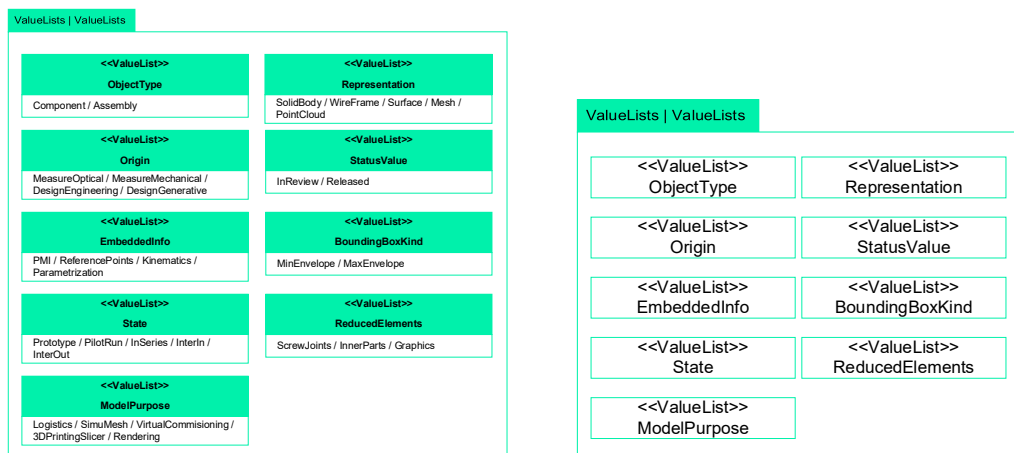 ValueLists | ValueLists
<<ValueList>>
ObjectType
Component / Assembly
<<ValueList>>
Representation
SolidBody / WireFrame / Surface / Mesh /
PointCloud
<<ValueList>>
Origin
MeasureOptical / MeasureMechanical /
DesignEngineering / DesignGenerative
<<ValueList>>
StatusValue
InReview / Released
<<ValueList>>
EmbeddedInfo
PMI / ReferencePoints / Kinematics /
Parametrization
<<ValueList>>
BoundingBoxKind
MinEnvelope / MaxEnvelope
<<ValueList>>
State
Prototype / PilotRun / InSeries / InterIn /
InterOut
<<ValueList>>
ReducedElements
ScrewJoints / InnerParts / Graphics
<<ValueList>>
ModelPurpose
Logistics / SimuMesh / VirtualCommisioning /
3DPrintingSlicer / Rendering
ValueLists | ValueLists
<<ValueList>>
ObjectType
<<ValueList>>
Representation
<<ValueList>>
Origin
<<ValueList>>
StatusValue
<<ValueList>>
EmbeddedInfo
<<ValueList>>
BoundingBoxKind
<<ValueList>>
State
<<ValueList>>
ReducedElements
<<ValueList>>
ModelPurpose